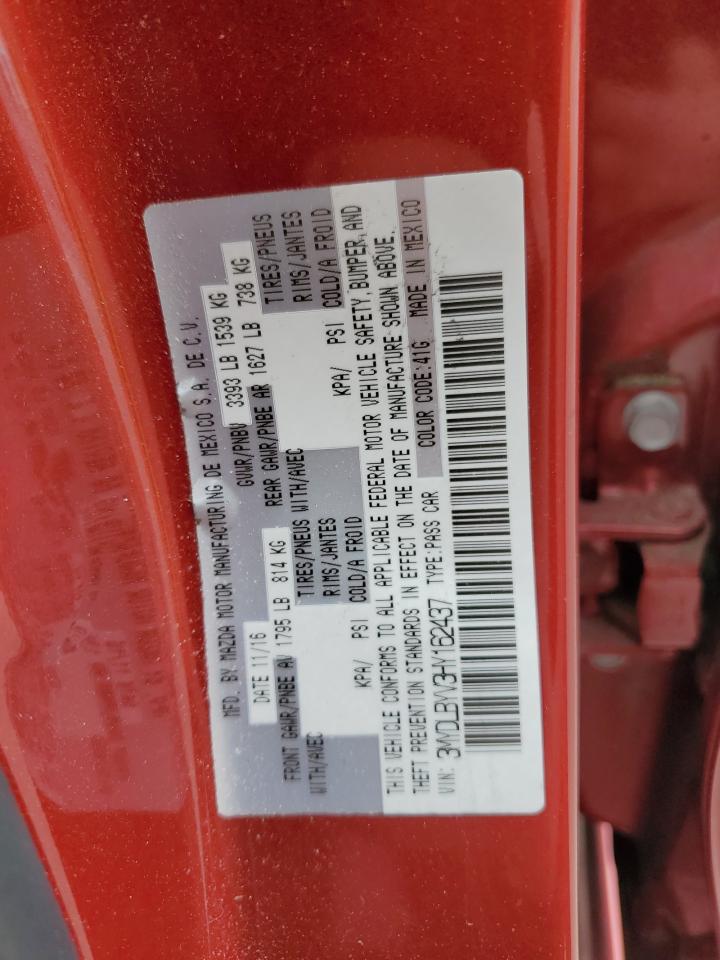 MFD. BY MAZDA MOTOR MANUFACTURING DE MEXICO S.A. DE C.V.
DATE 11/16 GVWR/PNBV 3393 LB 1539 KG
FRONT GAWR/PNBE AV 1795 LB 814 KG REAR GAWR/PNBE AR 1627 LB 738 KG
WITH/AVEC TIRES/PNEUS WITH/AVEC TIRES/PNEUS
RIMS/JANTES RIMS/JANTES
KPA/ PSI COLD/A FROID KPA/ PSI COLD/A FROID
THIS VEHICLE CONFORMS TO ALL APPLICABLE FEDERAL MOTOR VEHICLE SAFETY, BUMPER, AND
THEFT PREVENTION STANDARDS IN EFFECT ON THE DATE OF MANUFACTURE SHOWN ABOVE.
COLOR CODE:41G MADE IN MEXICO
VIN: 3MYDLBYV3HY162437 TYPE:PASS CAR